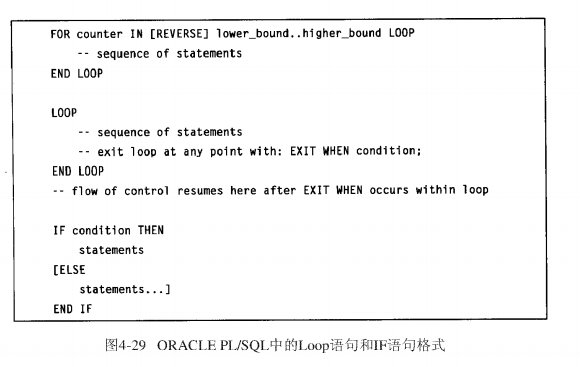 FOR counter IN [REVERSE] lower_bound..higher_bound LOOP
-- sequence of statements
END LOOP
LOOP
-- sequence of statements
-- exit loop at any point with: EXIT WHEN condition;
END LOOP
-- flow of control resumes here after EXIT WHEN occurs within loop
IF condition THEN
statements
[ELSE
statements...]
END IF
图4-29 ORACLE PL/SQL中的Loop语句和IF语句格式